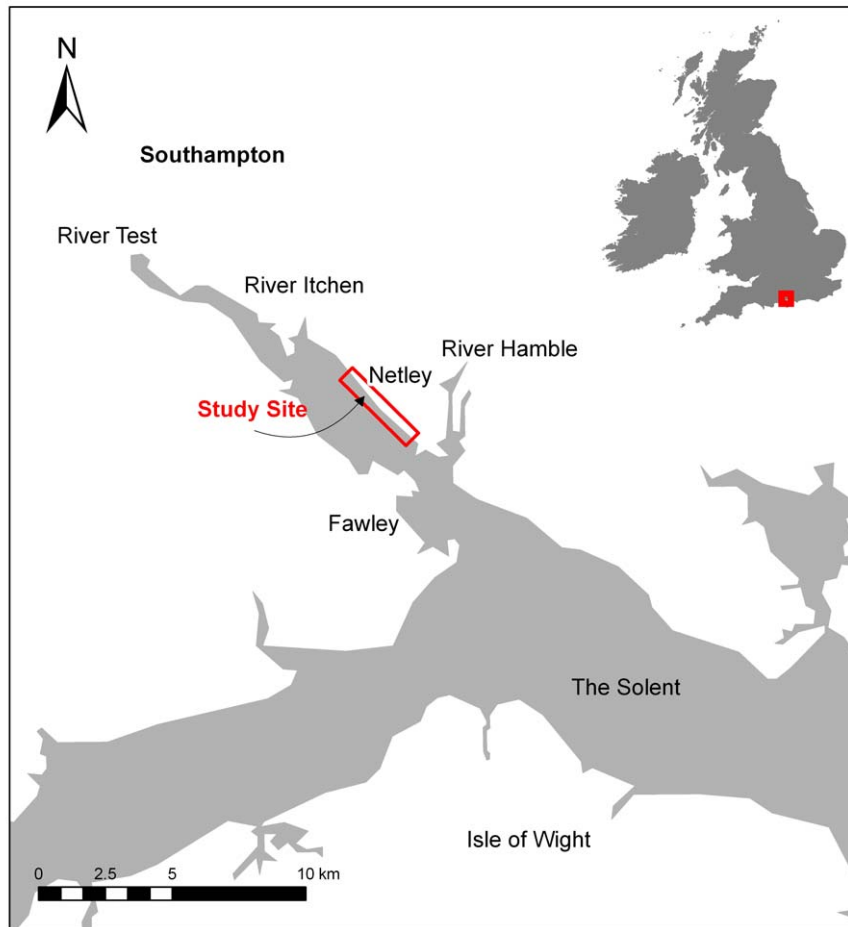 N
Southampton
River Test
River Itchen
River Hamble
Netley
Study Site
Fawley
The Solent
Isle of Wight
0 2.5 5 10 km